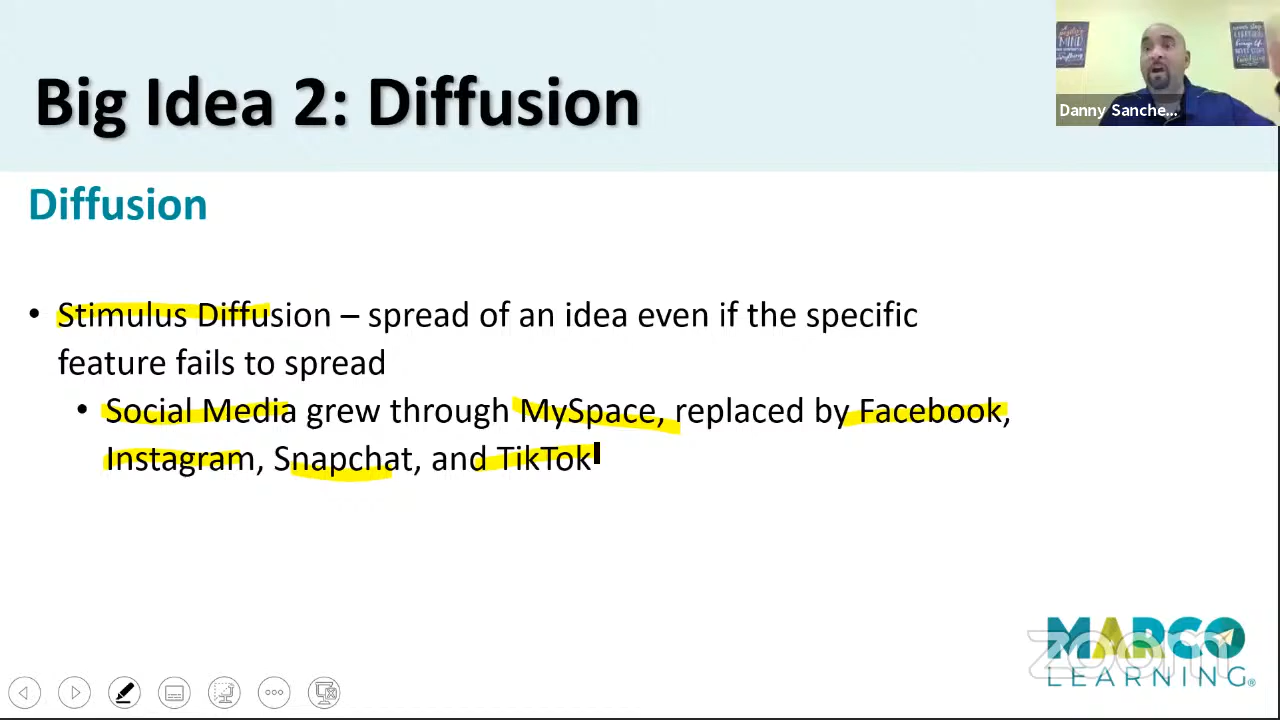 Big Idea 2: Diffusion
Danny Sanche...
Diffusion
• Stimulus Diffusion – spread of an idea even if the specific
feature fails to spread
• Social Media grew through MySpace, replaced by Facebook,
Instagram, Snapchat, and TikTok
MARCO
zoom
LEARNING®